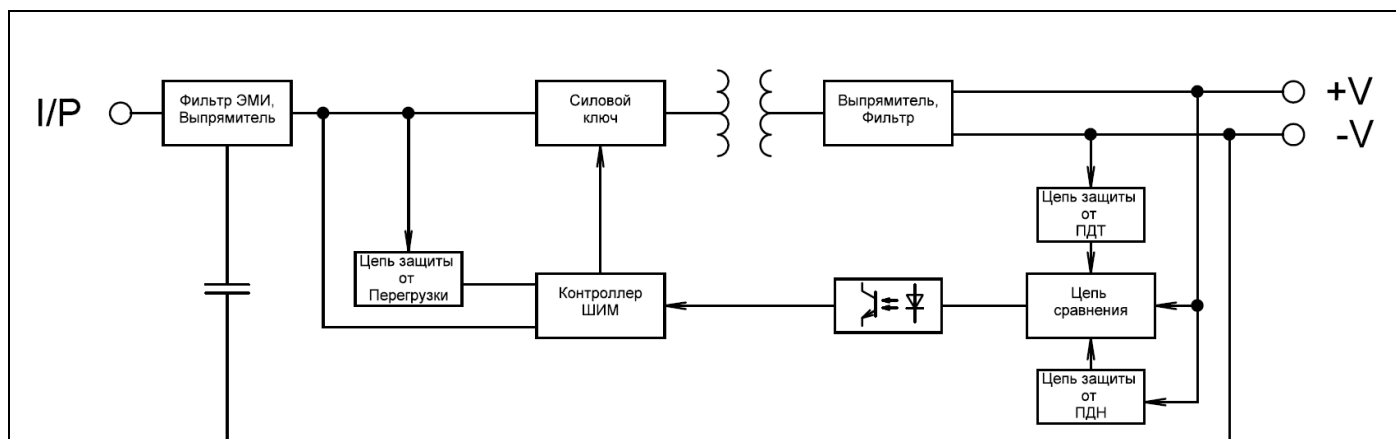 I/P
Фильтр ЭМИ,
Выпрямитель
Силовой
ключ
Выпрямитель,
Фильтр
+V
-V
Цепь защиты
от
ПДТ
Цепь защиты
от
Перегрузки
Контроллер
ШИМ
Цепь
сравнения
Цепь защиты
от
ПДН